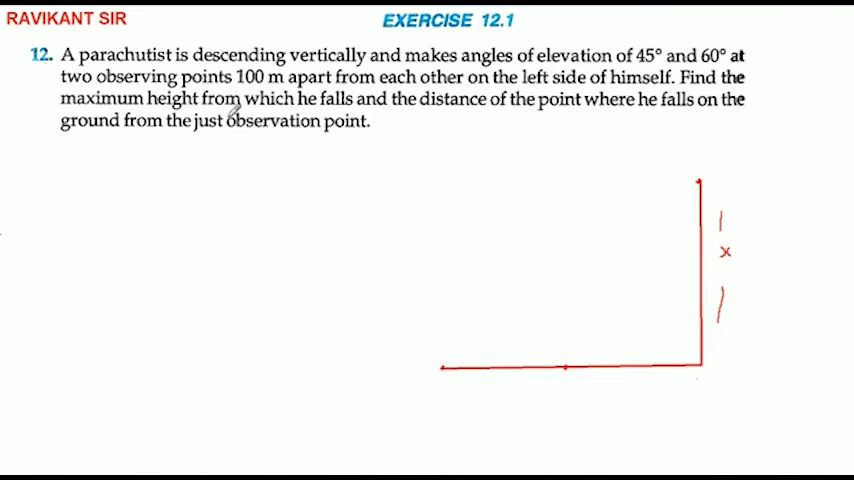 RAVIKANT SIR
EXERCISE 12.1
12. A parachutist is descending vertically and makes angles of elevation of 45° and 60° at
two observing points 100 m apart from each other on the left side of himself. Find the
maximum height from which he falls and the distance of the point where he falls on the
ground from the just observation point.
x